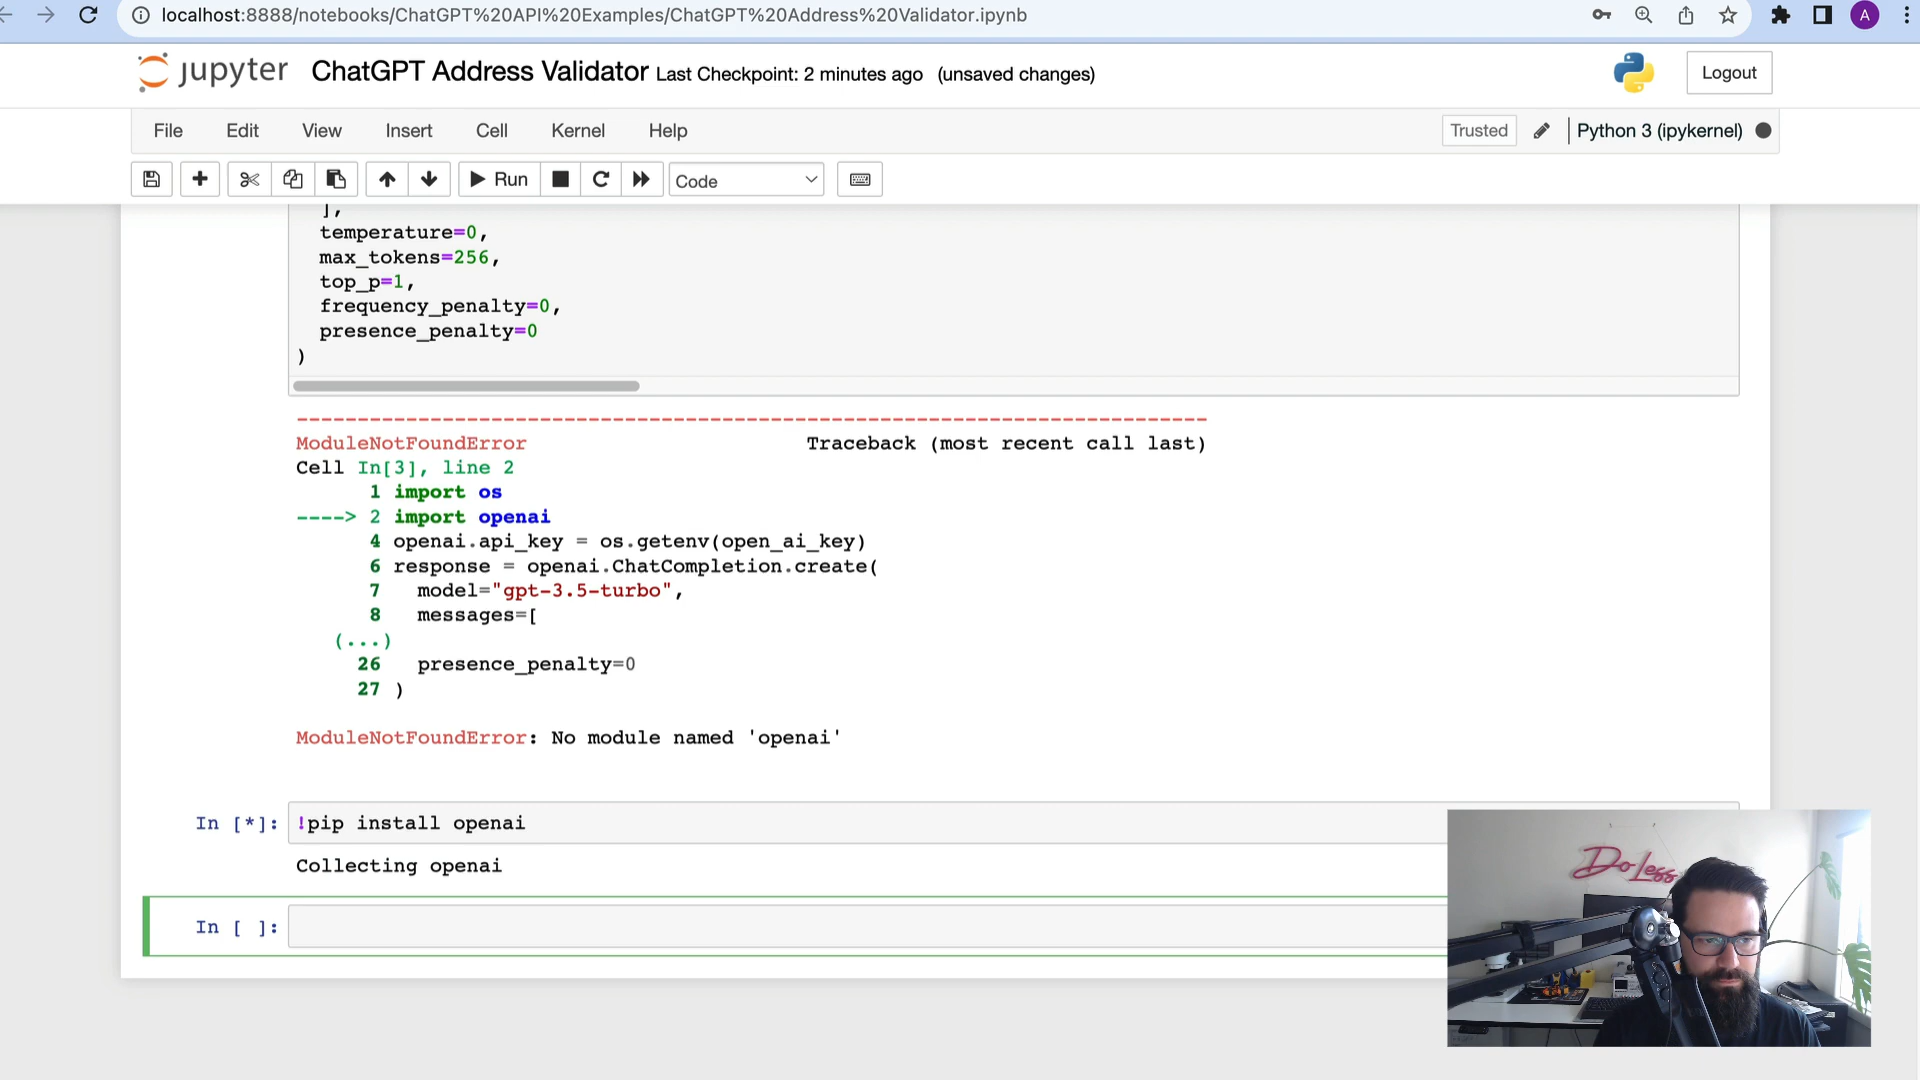 localhost:8888/notebooks/ChatGPT%20API%20Examples/ChatGPT%20Address%20Validator.ipynb
A
jupyter ChatGPT Address Validator Last Checkpoint: 2 minutes ago (unsaved changes)
Logout
File Edit View Insert Cell Kernel Help
Trusted
Python 3 (ipykernel)
Run
Code
],
temperature=0,
max_tokens=256,
top_p=1,
frequency_penalty=0,
presence_penalty=0
)
---------------------------------------------------------------------------
ModuleNotFoundError Traceback (most recent call last)
Cell In[3], line 2
1 import os
----> 2 import openai
4 openai.api_key = os.getenv(open_ai_key)
6 response = openai.ChatCompletion.create(
7 model="gpt-3.5-turbo",
8 messages=[
(...)
26 presence_penalty=0
27 )
ModuleNotFoundError: No module named 'openai'
In [*]: !pip install openai
Collecting openai
In [ ]:
Do Less